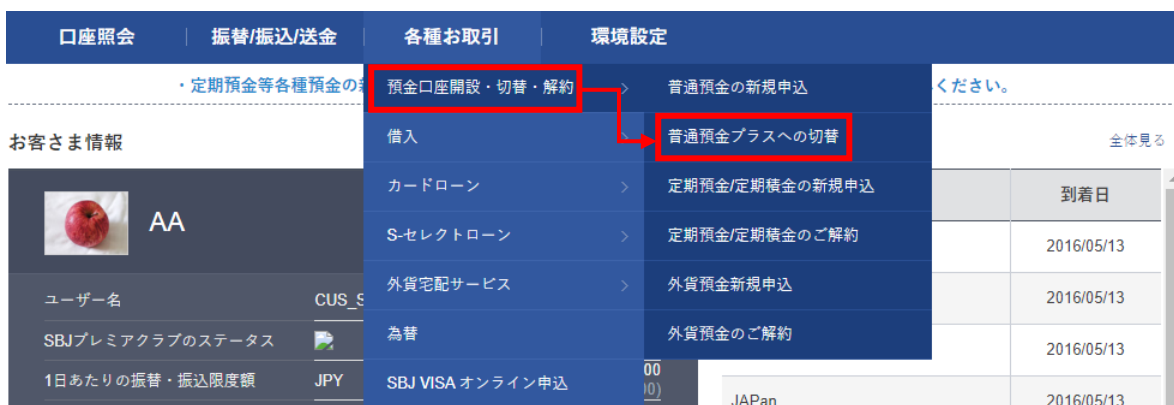 口座照会 振替/振込/送金 各種お取引 環境設定
・定期預金等各種預金の ください。
預金口座開設・切替・解約
借入
カードローン
S-セレクトローン
外貨宅配サービス
為替
SBJ VISA オンライン申込
普通預金の新規申込
普通預金プラスへの切替
定期預金/定期積金の新規申込
定期預金/定期積金のご解約
外貨預金新規申込
外貨預金のご解約
お客さま情報
全体見る
AA
ユーザー名 CUS_S
SBJプレミアクラブのステータス
1日あたりの振替・振込限度額 JPY
00
00)
到着日
2016/05/13
2016/05/13
2016/05/13
JAPan 2016/05/13